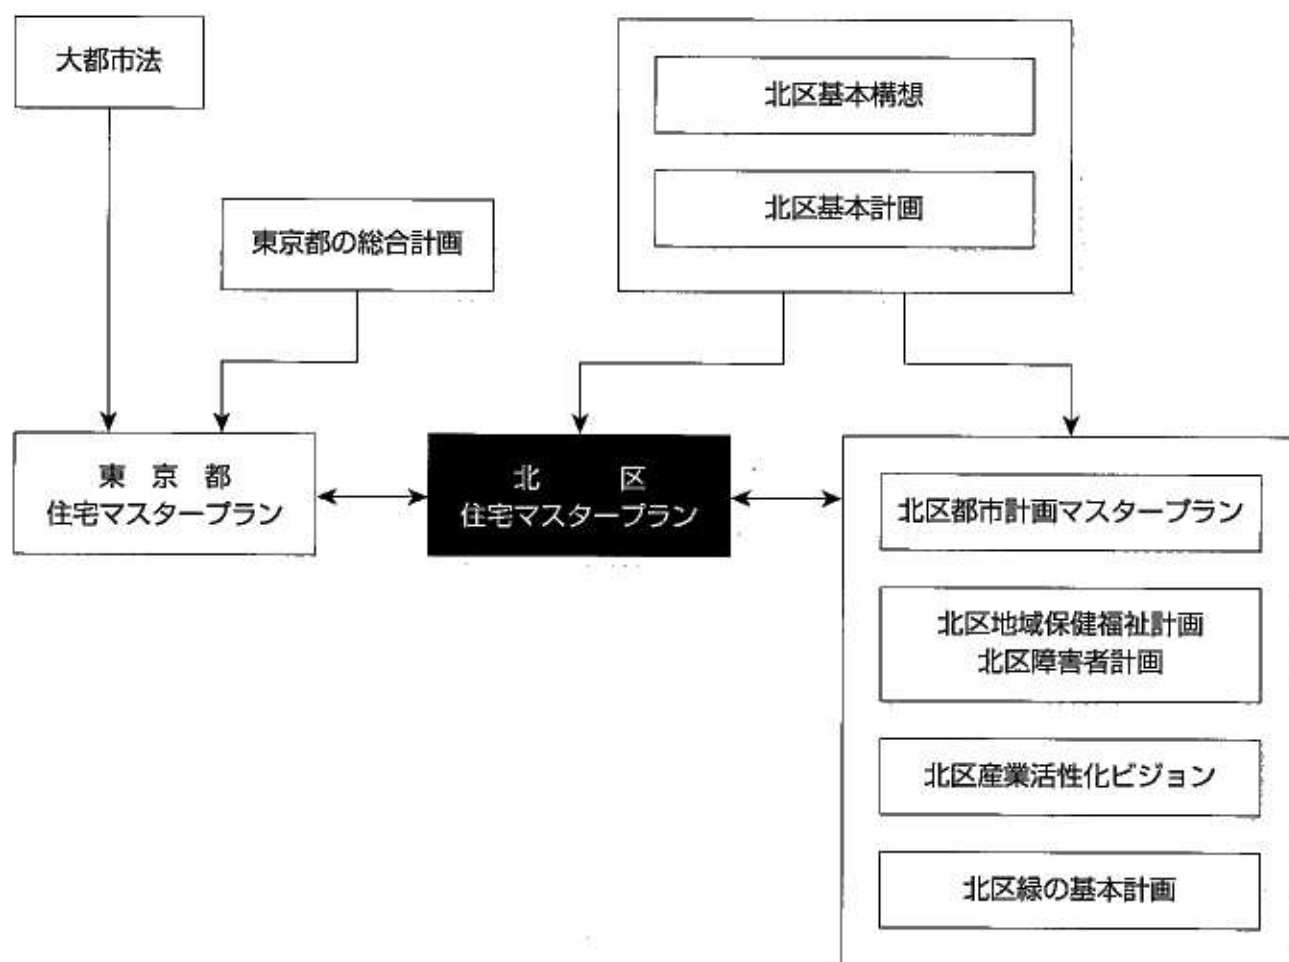 大都市法
北区基本構想
北区基本計画
東京都の総合計画
東京都
住宅マスタープラン
北区
住宅マスタープラン
北区都市計画マスタープラン
北区地域保健福祉計画
北区障害者計画
北区産業活性化ビジョン
北区緑の基本計画